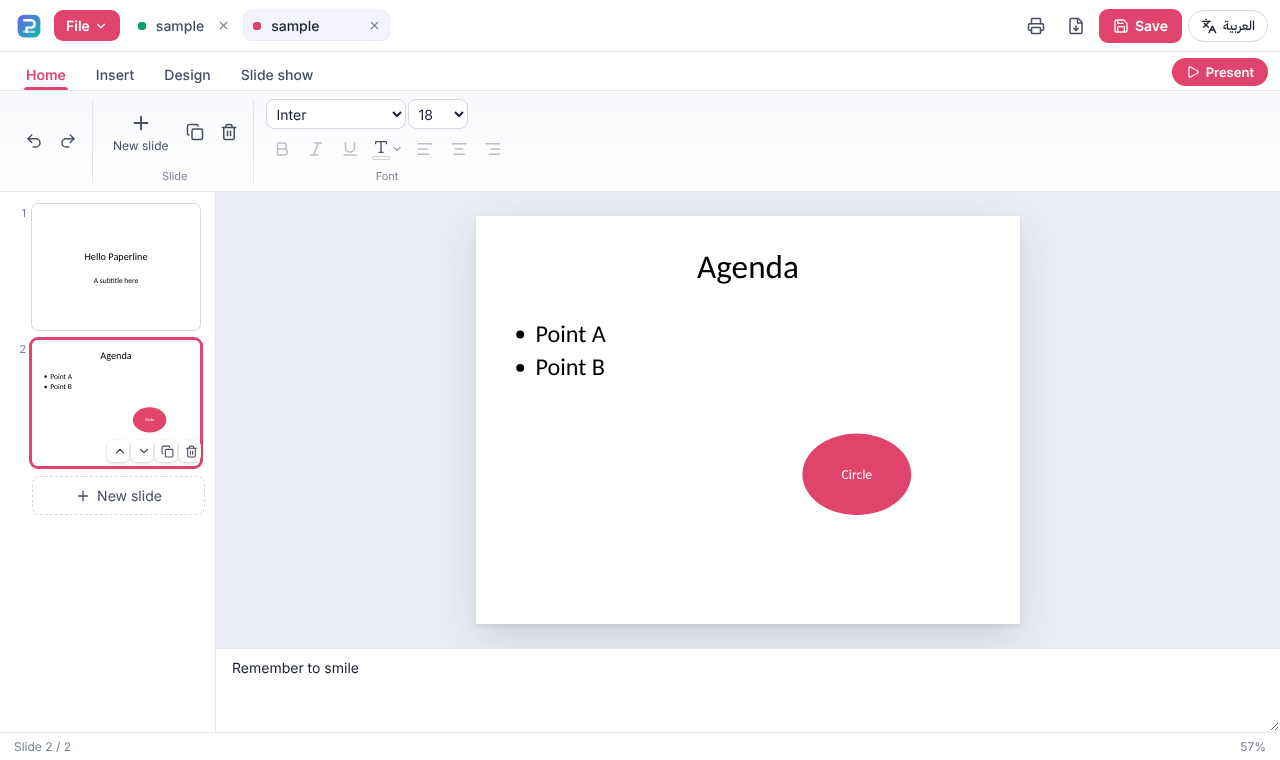 File
sample
sample
Save
العربية
Home
Insert
Design
Slide show
Present
New slide
Slide
Inter
18
B
I
U
T
Font
1
Hello Paperline
A subtitle here
2
Agenda
• Point A
• Point B
Circle
New slide
Agenda
• Point A
• Point B
Circle
Remember to smile
Slide 2 / 2
57%